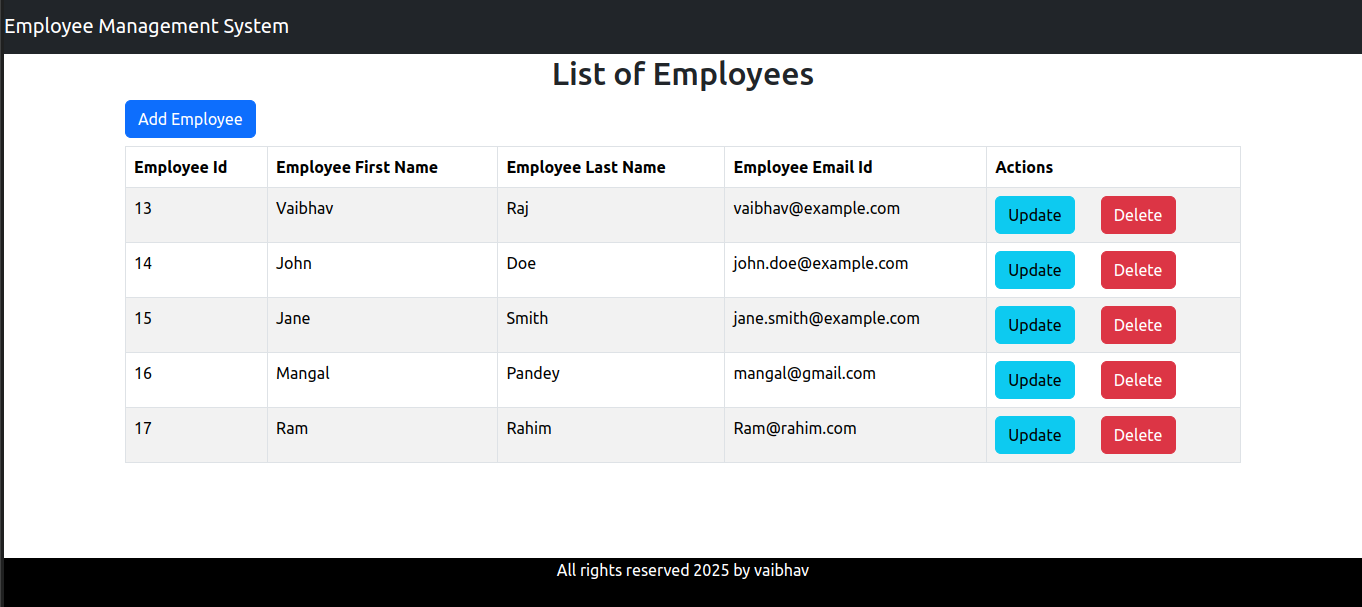 Employee Management System
List of Employees
Add Employee
Employee Id Employee First Name Employee Last Name Employee Email Id Actions
13 Vaibhav Raj vaibhav@example.com Update Delete
14 John Doe john.doe@example.com Update Delete
15 Jane Smith jane.smith@example.com Update Delete
16 Mangal Pandey mangal@gmail.com Update Delete
17 Ram Rahim Ram@rahim.com Update Delete
All rights reserved 2025 by vaibhav